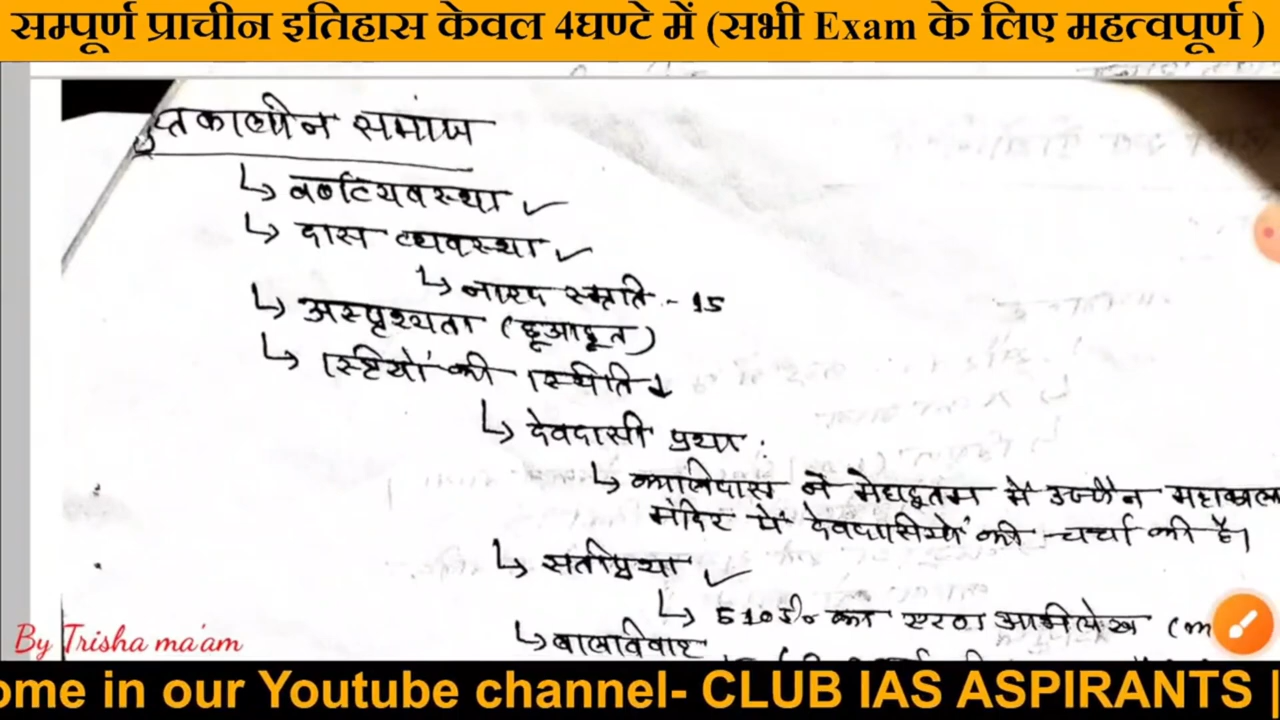 सम्पूर्ण प्राचीन इतिहास केवल 4घण्टे में (सभी Exam के लिए महत्वपूर्ण )
प्तकालीन समाज
↳ वर्णव्यवस्था ✓
↳ दास व्यवस्था ✓
↳ नारद स्मृति - 15
↳ अस्पृश्यता (छूआछूत)
↳ स्त्रियों की स्थिति ↓
↳ देवदासी प्रथा :
↳ कालिदास ने मेघदूतम में उज्जैन महाकाल
मंदिर में देवदासियों की चर्चा की है।
↳ सतीप्रथा ✓
↳ 510ई० का एरण अभिलेख (m
↳ बालविवाह
By Trisha ma'am
ome in our Youtube channel- CLUB IAS ASPIRANTS |